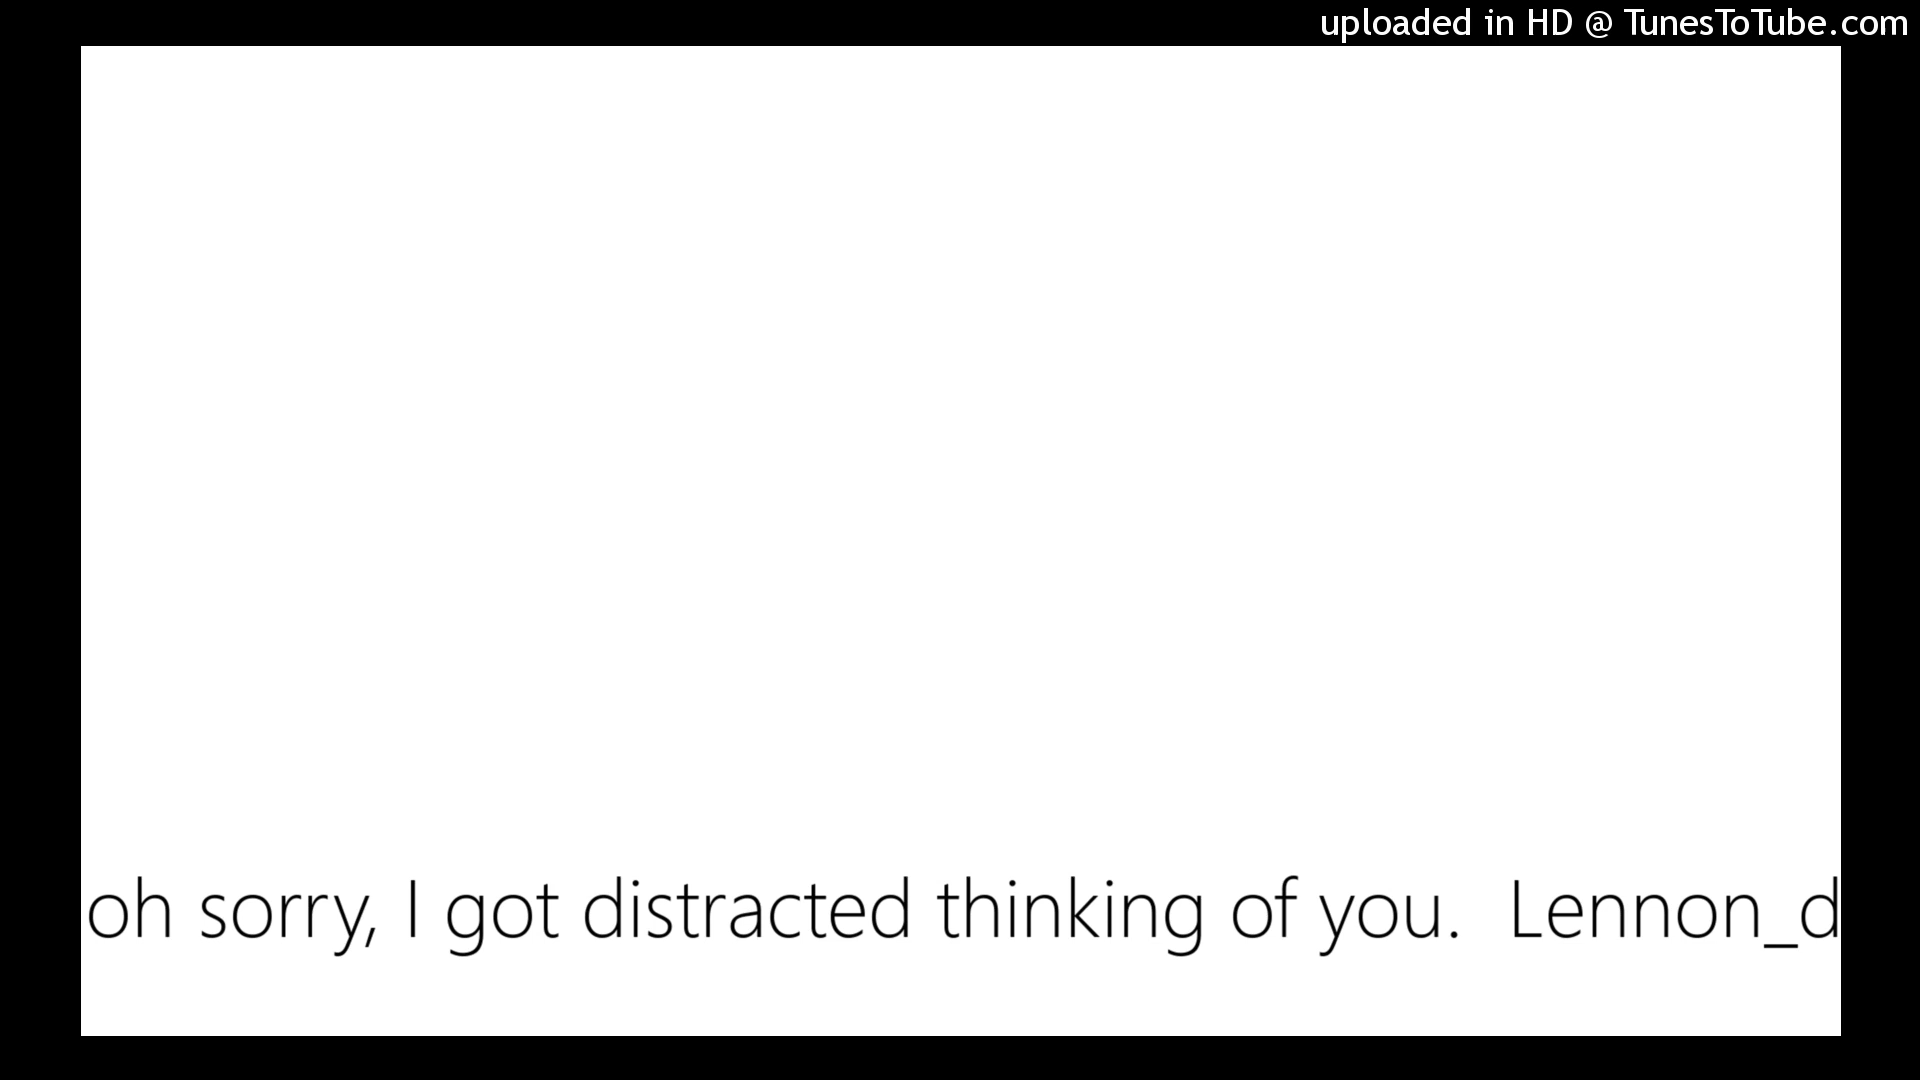 uploaded in HD @ TunesToTube.com
oh sorry, I got distracted thinking of you. Lennon_d